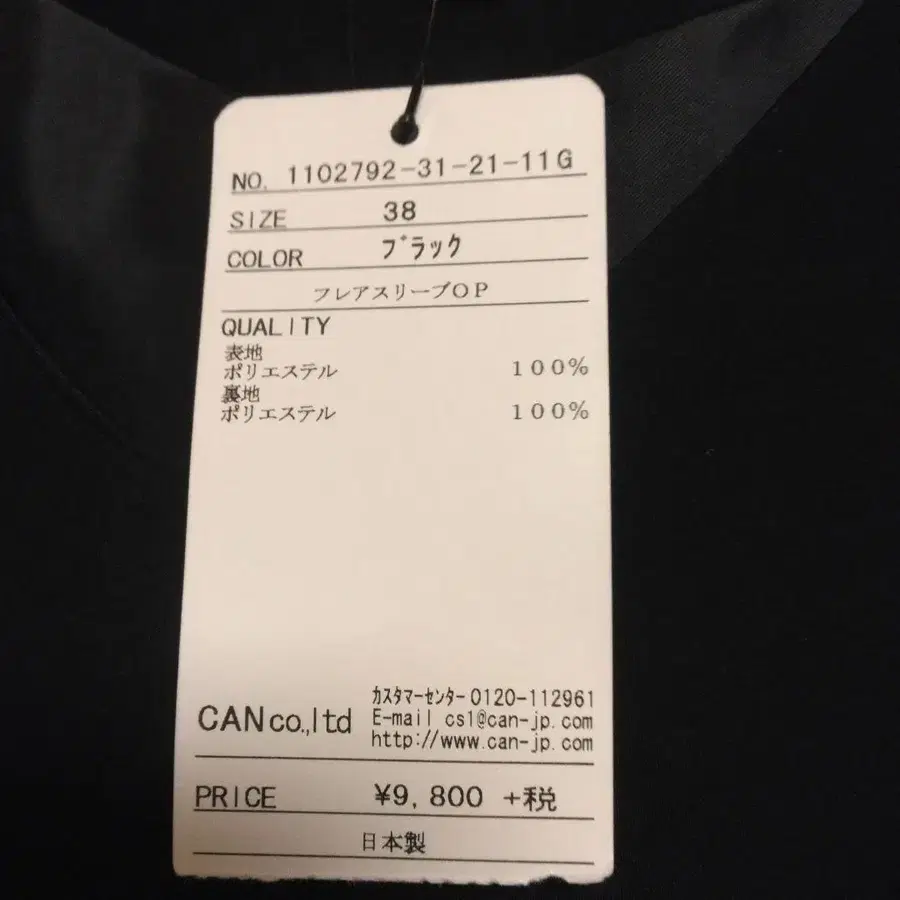 NO. 1102792-31-21-11G
SIZE 38
COLOR ブラック
フレアスリーブOP
QUALITY
表地
ポリエステル 100%
裏地
ポリエステル 100%
CANco.,ltd
カスタマーセンター 0120-112961
E-mail cs1@can-jp.com
http://www.can-jp.com
PRICE ¥9,800 +税
日本製